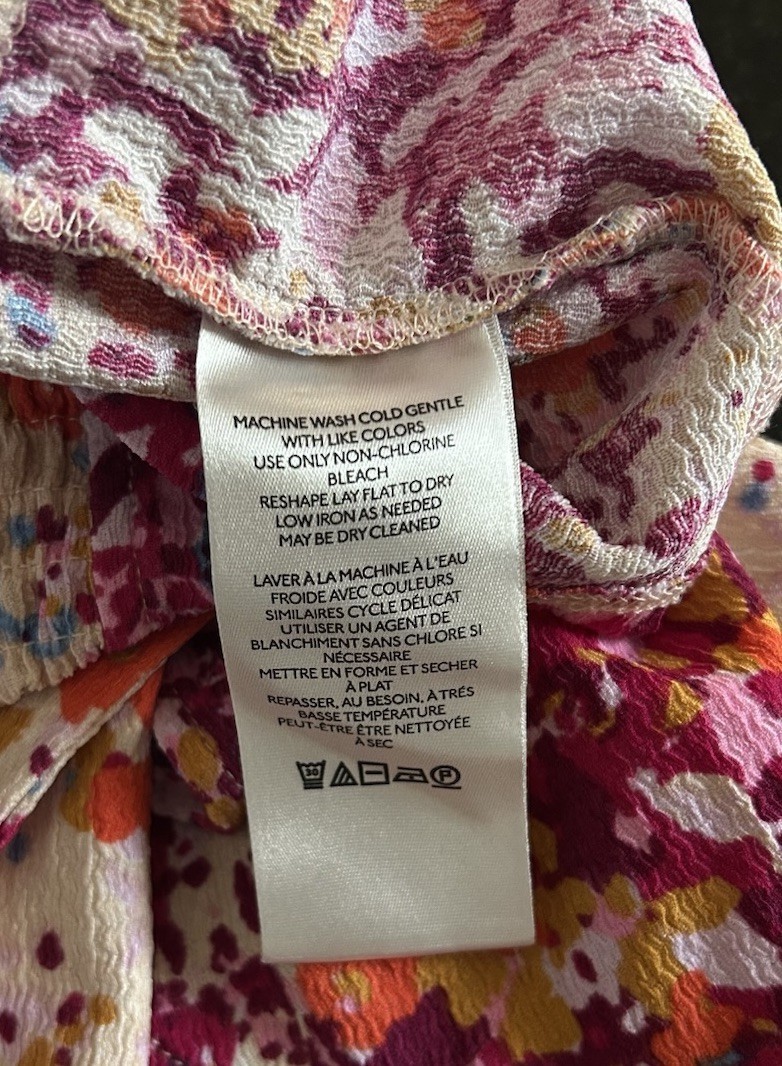 MACHINE WASH COLD GENTLE
WITH LIKE COLORS
USE ONLY NON-CHLORINE
BLEACH
RESHAPE LAY FLAT TO DRY
LOW IRON AS NEEDED
MAY BE DRY CLEANED
LAVER À LA MACHINE À L'EAU
FROIDE AVEC COULEURS
SIMILAIRES CYCLE DÉLICAT
UTILISER UN AGENT DE
BLANCHIMENT SANS CHLORE SI
NÉCESSAIRE
METTRE EN FORME ET SECHER
À PLAT
REPASSER, AU BESOIN, À TRÉS
BASSE TEMPÉRATURE
PEUT-ÊTRE ÊTRE NETTOYÉE
À SEC
30 P